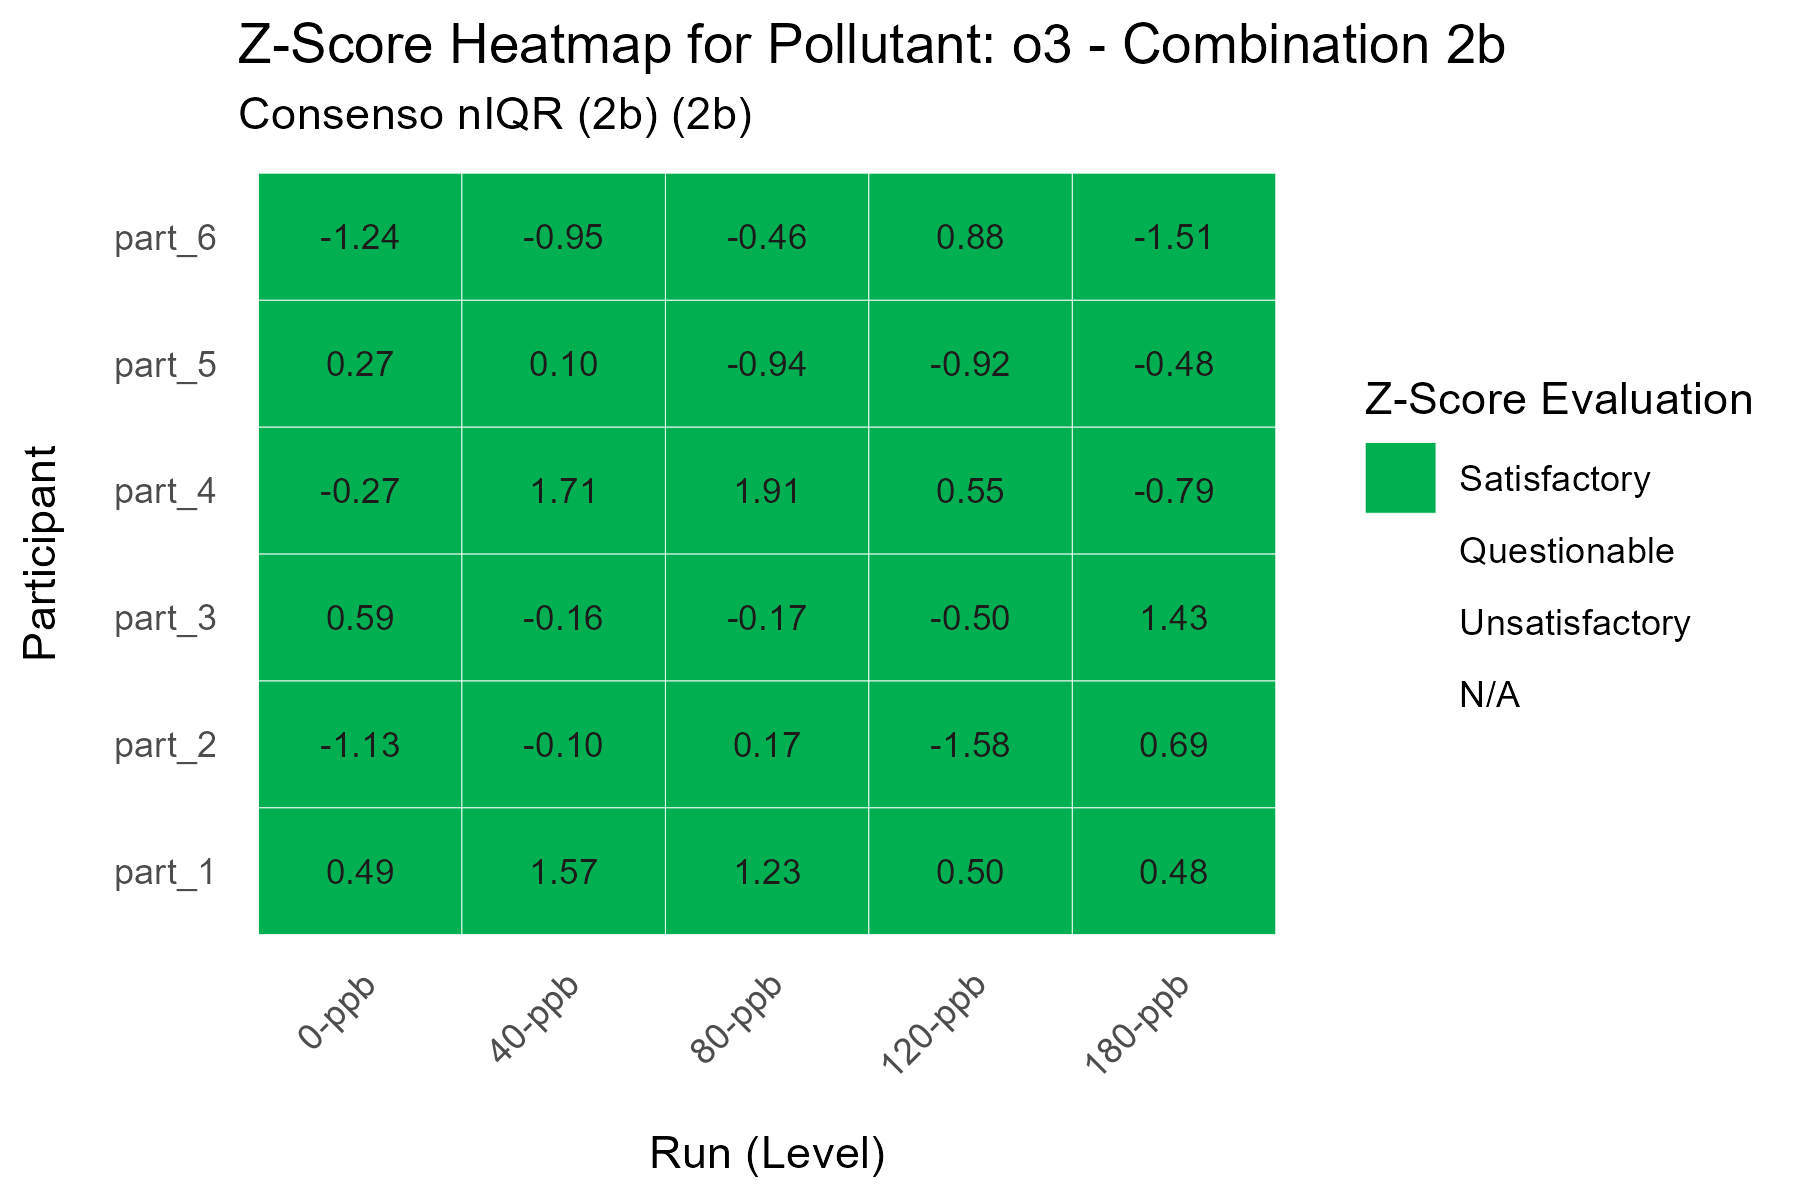 Z-Score Heatmap for Pollutant: o3 - Combination 2b
Consenso nIQR (2b) (2b)
Participant
part_6 -1.24 -0.95 -0.46 0.88 -1.51
part_5 0.27 0.10 -0.94 -0.92 -0.48
part_4 -0.27 1.71 1.91 0.55 -0.79
part_3 0.59 -0.16 -0.17 -0.50 1.43
part_2 -1.13 -0.10 0.17 -1.58 0.69
part_1 0.49 1.57 1.23 0.50 0.48
0-ppb 40-ppb 80-ppb 120-ppb 180-ppb
Run (Level)
Z-Score Evaluation
Satisfactory
Questionable
Unsatisfactory
N/A